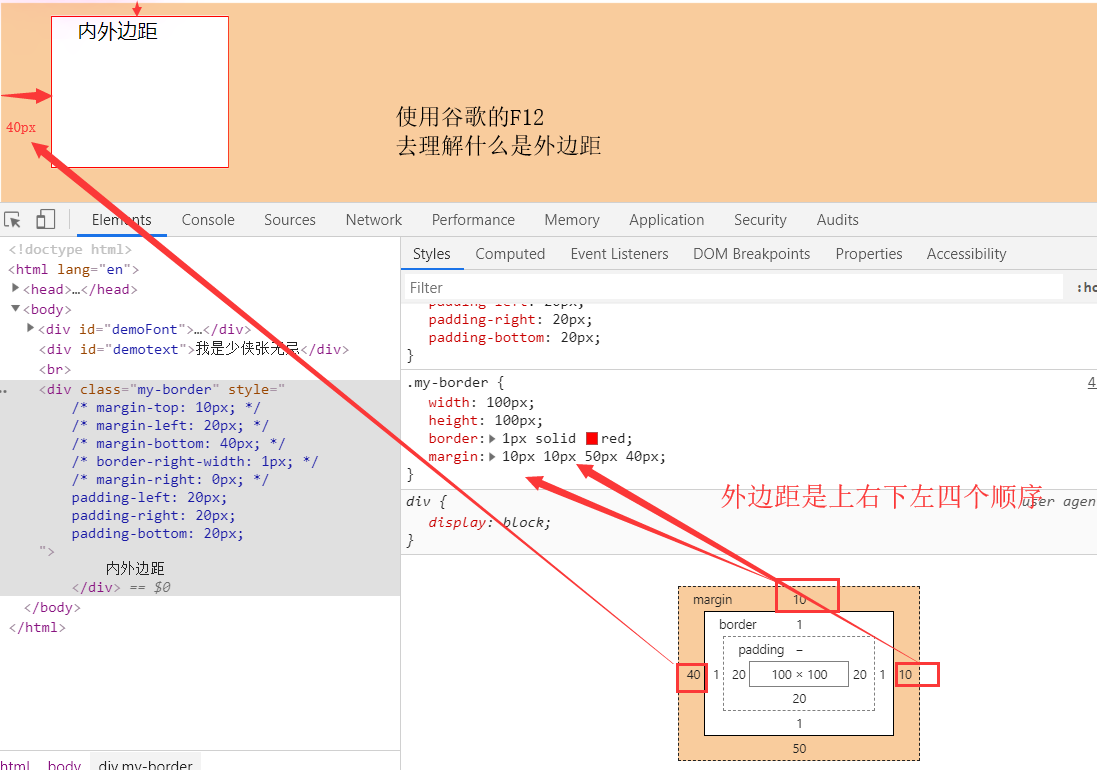 内外边距
40px
使用谷歌的F12
去理解什么是外边距
Elements Console Sources Network Performance Memory Application Security Audits
<!doctype html>
<html lang="en">
<head>…</head>
<body>
<div id="demoFont">…</div>
<div id="demotext">我是少侠张无忌</div>
<br>
<div class="my-border" style="
/* margin-top: 10px; */
/* margin-left: 20px; */
/* margin-bottom: 40px; */
/* border-right-width: 1px; */
/* margin-right: 0px; */
padding-left: 20px;
padding-right: 20px;
padding-bottom: 20px;
">
内外边距
</div> == $0
</body>
</html>
html body div.my-border
Styles Computed Event Listeners DOM Breakpoints Properties Accessibility
Filter :ho
padding-left: 20px;
padding-right: 20px;
padding-bottom: 20px;
}
.my-border { 4
width: 100px;
height: 100px;
border: 1px solid red;
margin: 10px 10px 50px 40px;
}
外边距是上右下左四个顺序
div { user agen
display: block;
}
margin 10
border 1
padding –
40 1 20 100 × 100 20 1 10
20
1
50